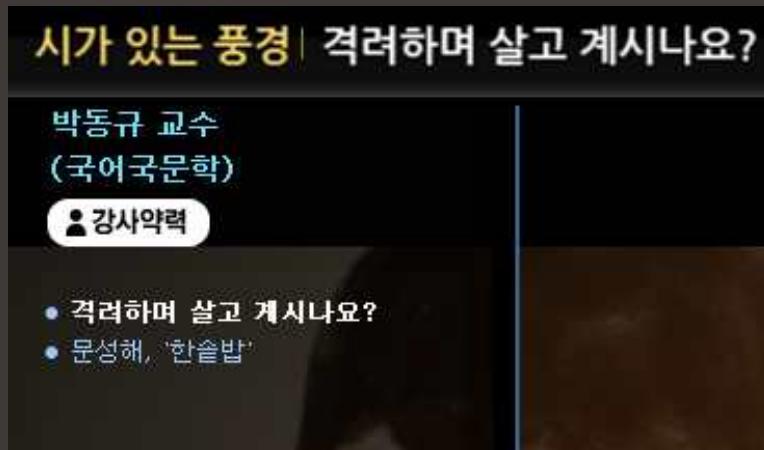 시가 있는 풍경| 격려하며 살고 계시나요?
박동규 교수
(국어국문학)
강사약력
• 격려하며 살고 계시나요?
• 문성해, '한솥밥'